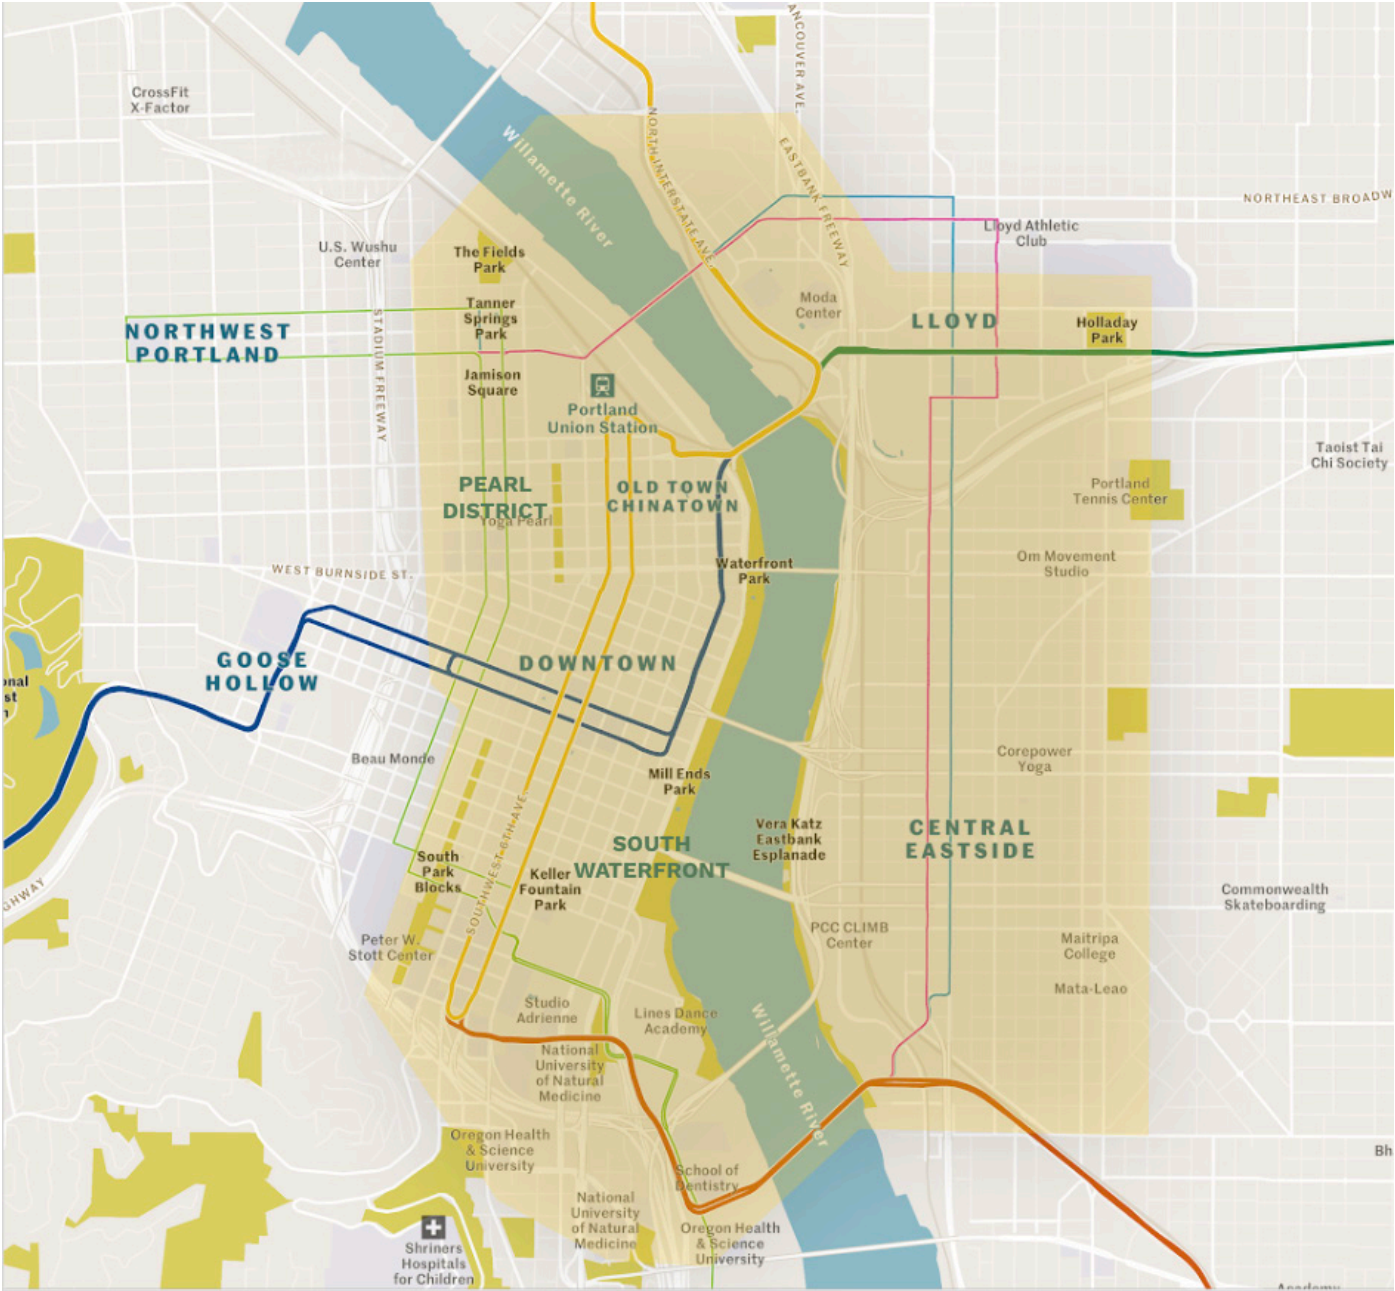 ANCOUVER AVE.
CrossFit
X-Factor
NORTH INTERSTATE AVE.
Willamette River
EASTBANK FREEWAY
NORTHEAST BROADW
Lloyd Athletic
Club
U.S. Wushu
Center
The Fields
Park
Tanner
Springs
Park
Moda
Center
LLOYD
Holladay
Park
NORTHWEST
PORTLAND
STADIUM FREEWAY
Jamison
Square
Portland
Union Station
Taoist Tai
Chi Society
PEARL
DISTRICT
Yoga Pearl
OLD TOWN
CHINATOWN
Portland
Tennis Center
Waterfront
Park
Om Movement
Studio
WEST BURNSIDE ST.
GOOSE
HOLLOW
DOWNTOWN
onal
st
n
Beau Monde
Mill Ends
Park
Corepower
Yoga
SOUTHWEST 6TH AVE.
SOUTH
WATERFRONT
Vera Katz
Eastbank
Esplanade
CENTRAL
EASTSIDE
South
Park
Blocks
Keller
Fountain
Park
GHWAY
Commonwealth
Skateboarding
Peter W.
Stott Center
PCC CLIMB
Center
Maitripa
College
Mata-Leao
Studio
Adrienne
Lines Dance
Academy
National
University
of Natural
Medicine
Willamette River
Oregon Health
& Science
University
School of
Dentistry
Bh
National
University
of Natural
Medicine
Oregon Health
& Science
University
Shriners
Hospitals
for Children